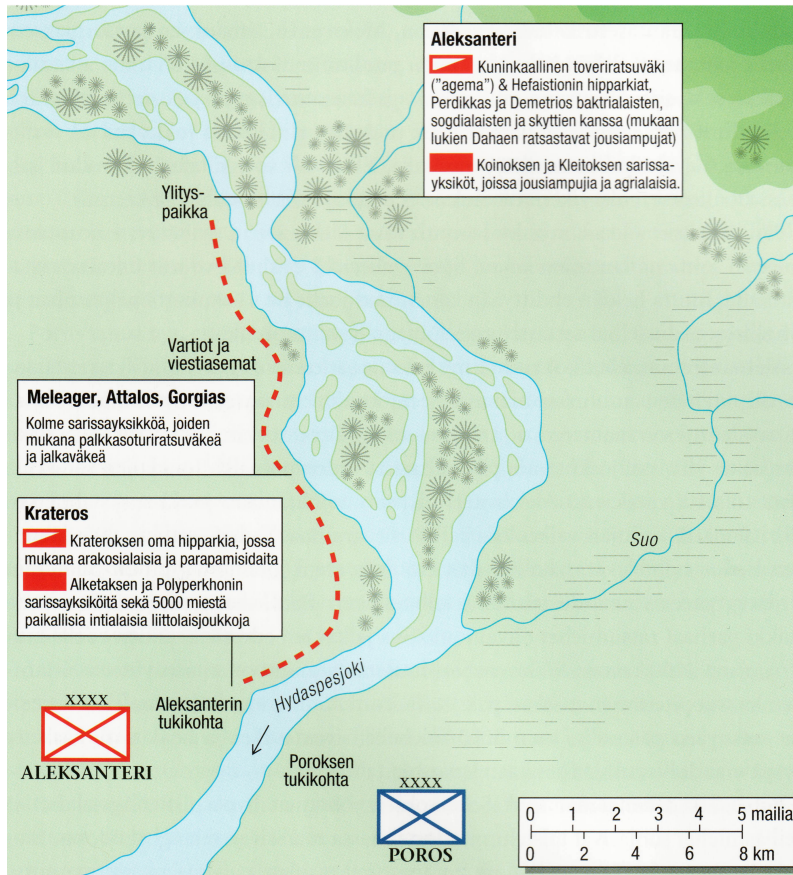 Aleksanteri
Kuninkaallinen toveriratsuväki
("agema") & Hefaistionin hipparkiat,
Perdikkas ja Demetrios baktrialaisten,
sogdialaisten ja skyttien kanssa (mukaan
lukien Dahaen ratsastavat jousiampujat)
Koinoksen ja Kleitoksen sarissa-
yksiköt, joissa jousiampujia ja agrialaisia.
Ylitys-
paikka
Vartiot ja
viestiasemat
Meleager, Attalos, Gorgias
Kolme sarissayksikköä, joiden
mukana palkkasoturiratsuväkeä
ja jalkaväkeä
Krateros
Krateroksen oma hipparkia, jossa
mukana arakosialaisia ja parapamisidaita
Alketaksen ja Polyperkhonin
sarissayksiköitä sekä 5000 miestä
paikallisia intialaisia liittolaisjoukkoja
Suo
Hydaspesjoki
Aleksanterin
tukikohta
XXXX
ALEKSANTERI
Poroksen
tukikohta
XXXX
POROS
0 1 2 3 4 5 mailia
0 2 4 6 8 km